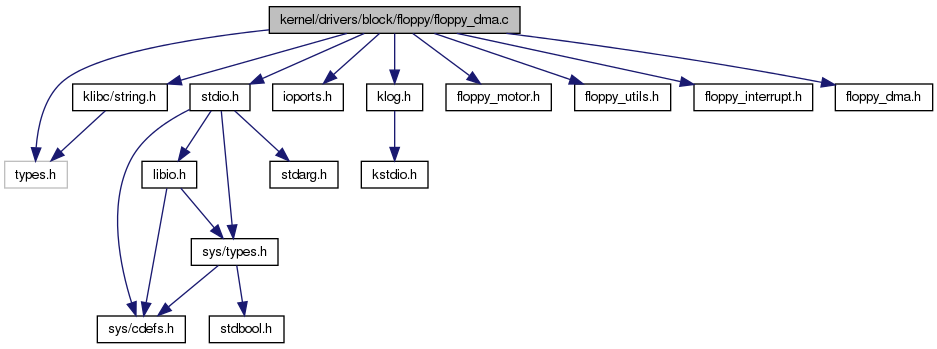 kernel/drivers/block/floppy/floppy_dma.c
klibc/string.h
stdio.h
ioports.h
klog.h
floppy_motor.h
floppy_utils.h
floppy_interrupt.h
floppy_dma.h
types.h
libio.h
stdarg.h
kstdio.h
sys/types.h
sys/cdefs.h
stdbool.h